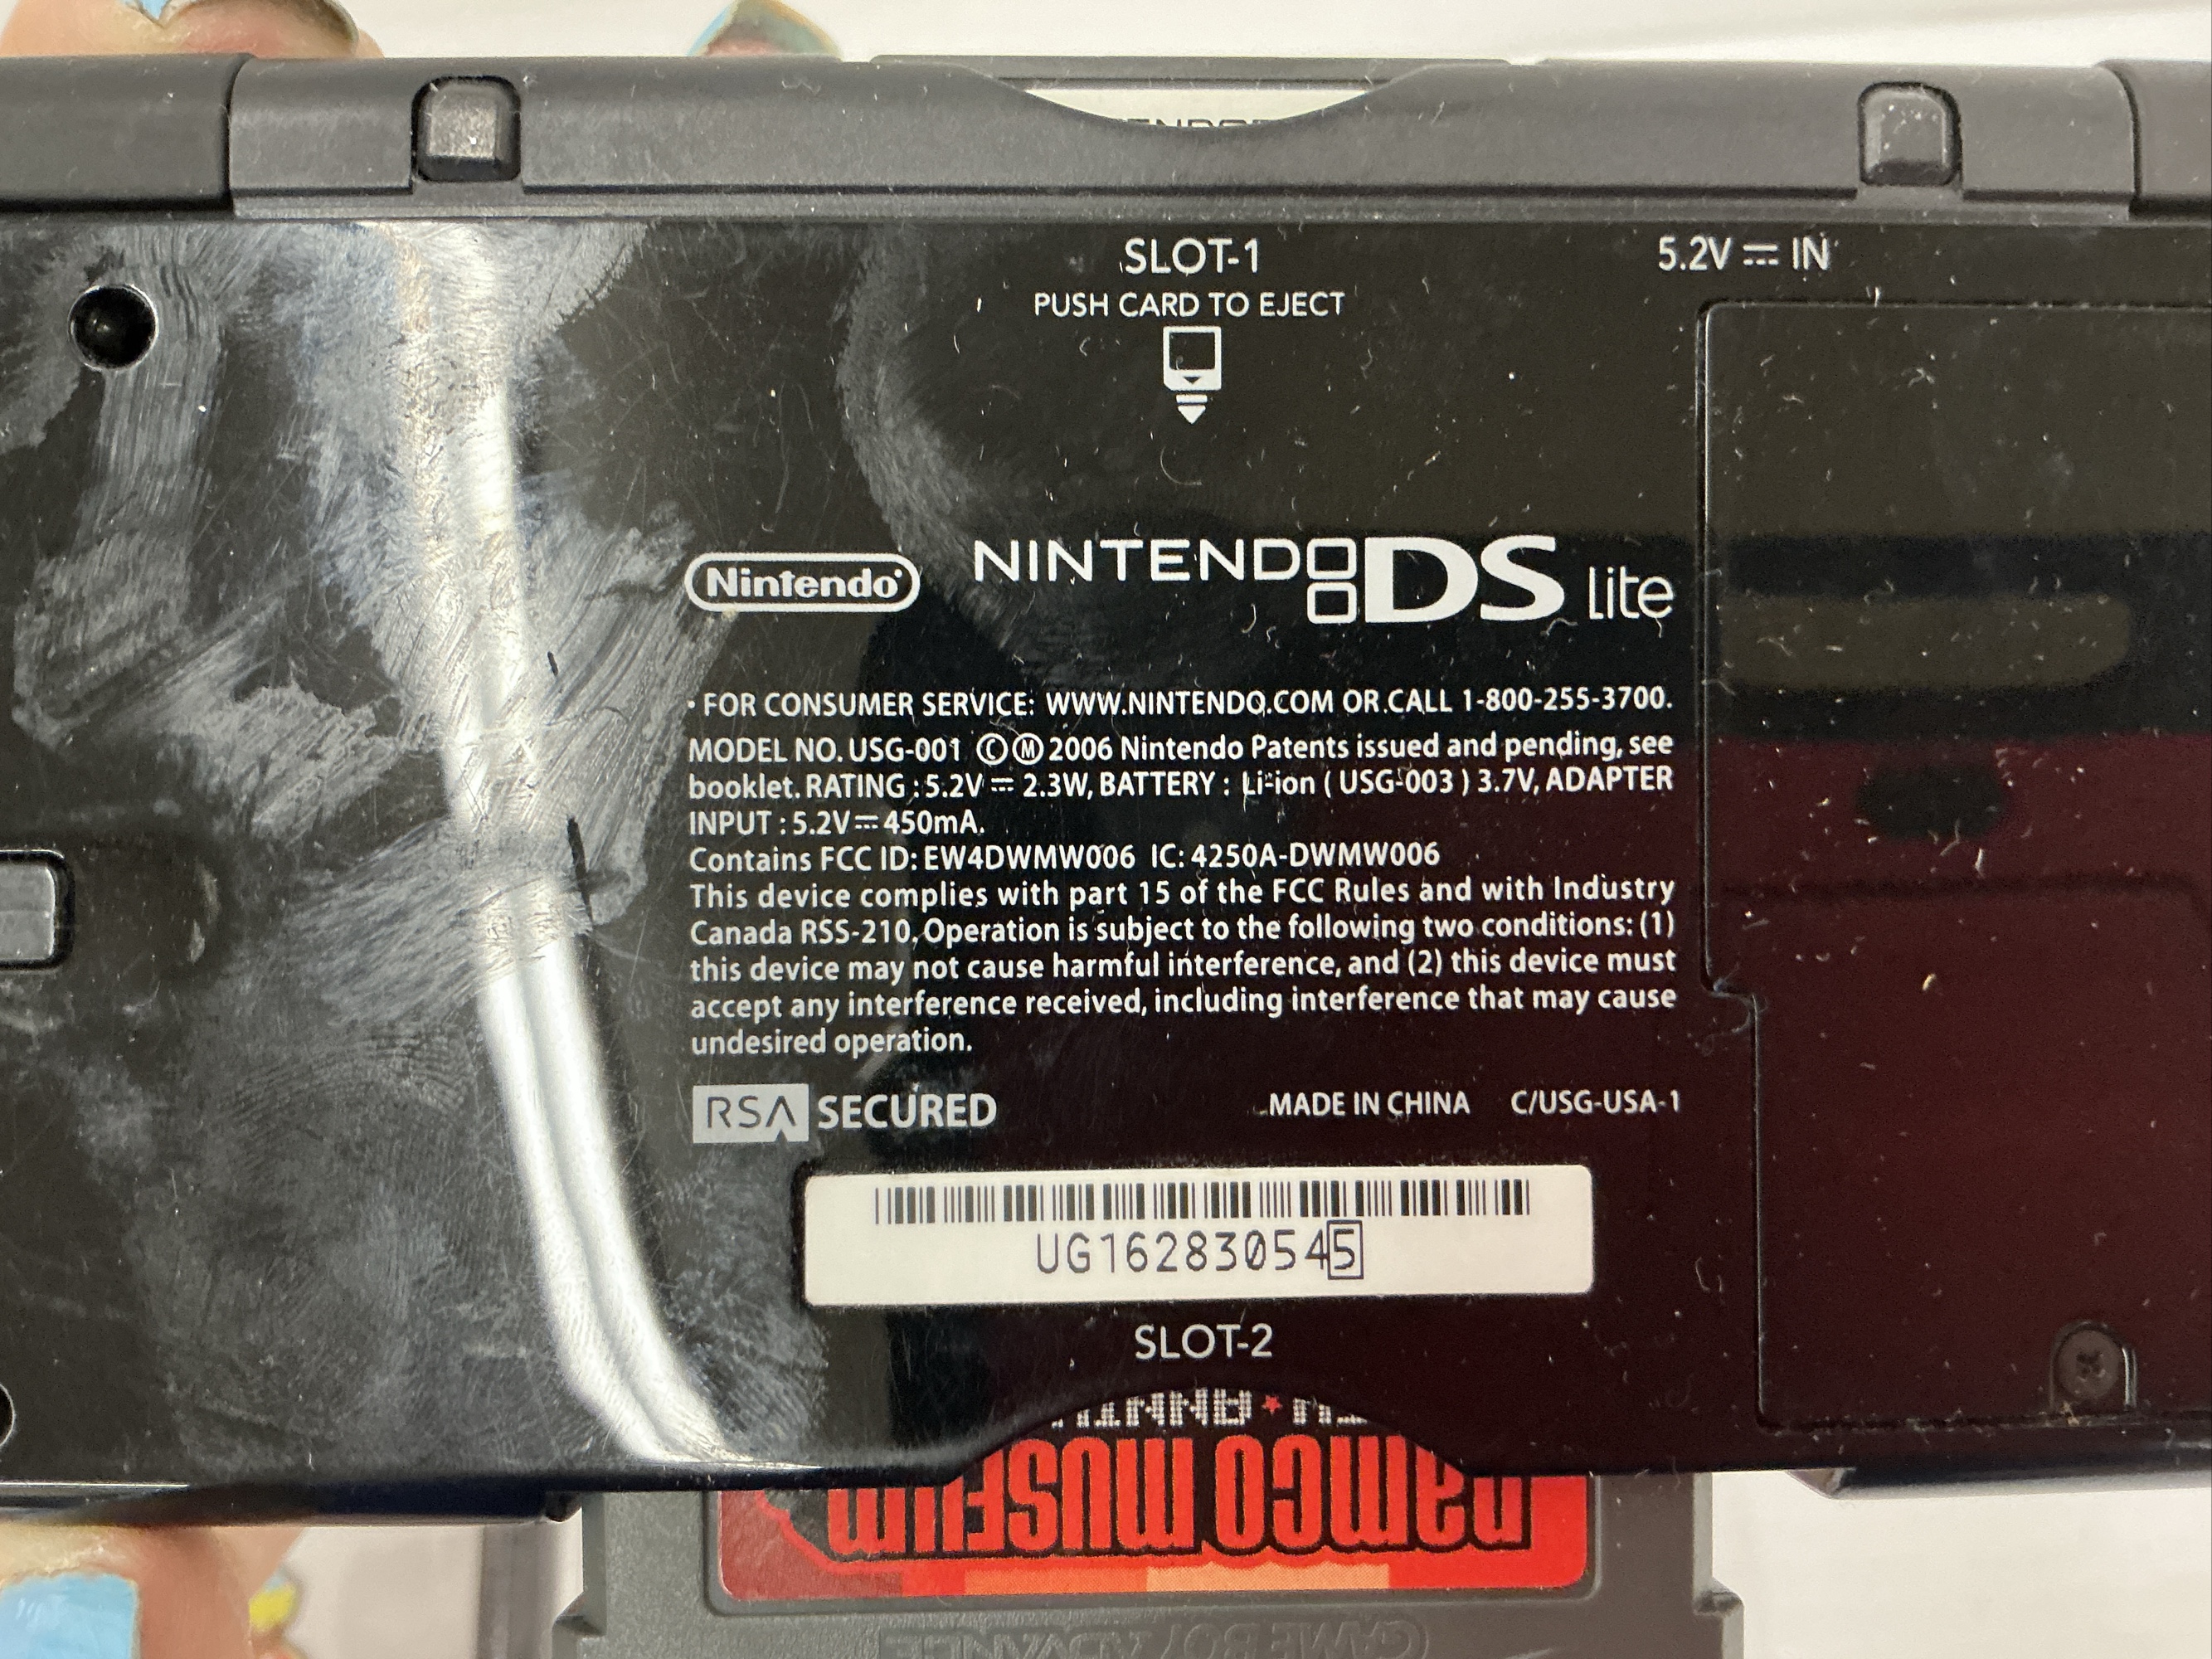 SLOT-1
5.2V ⎓ IN
PUSH CARD TO EJECT
Nintendo
NINTENDO DS Lite
• FOR CONSUMER SERVICE: WWW.NINTENDO.COM OR CALL 1-800-255-3700.
MODEL NO. USG-001 ⒸⓂ 2006 Nintendo Patents issued and pending, see
booklet. RATING : 5.2V ⎓ 2.3W, BATTERY : Li-ion ( USG-003 ) 3.7V, ADAPTER
INPUT : 5.2V ⎓ 450mA.
Contains FCC ID: EW4DWMW006 IC: 4250A-DWMW006
This device complies with part 15 of the FCC Rules and with Industry
Canada RSS-210. Operation is subject to the following two conditions: (1)
this device may not cause harmful interference, and (2) this device must
accept any interference received, including interference that may cause
undesired operation.
RSA SECURED
MADE IN CHINA C/USG-USA-1
UG1628305455
SLOT-2
namco museum
GAME BOY ADVANCE